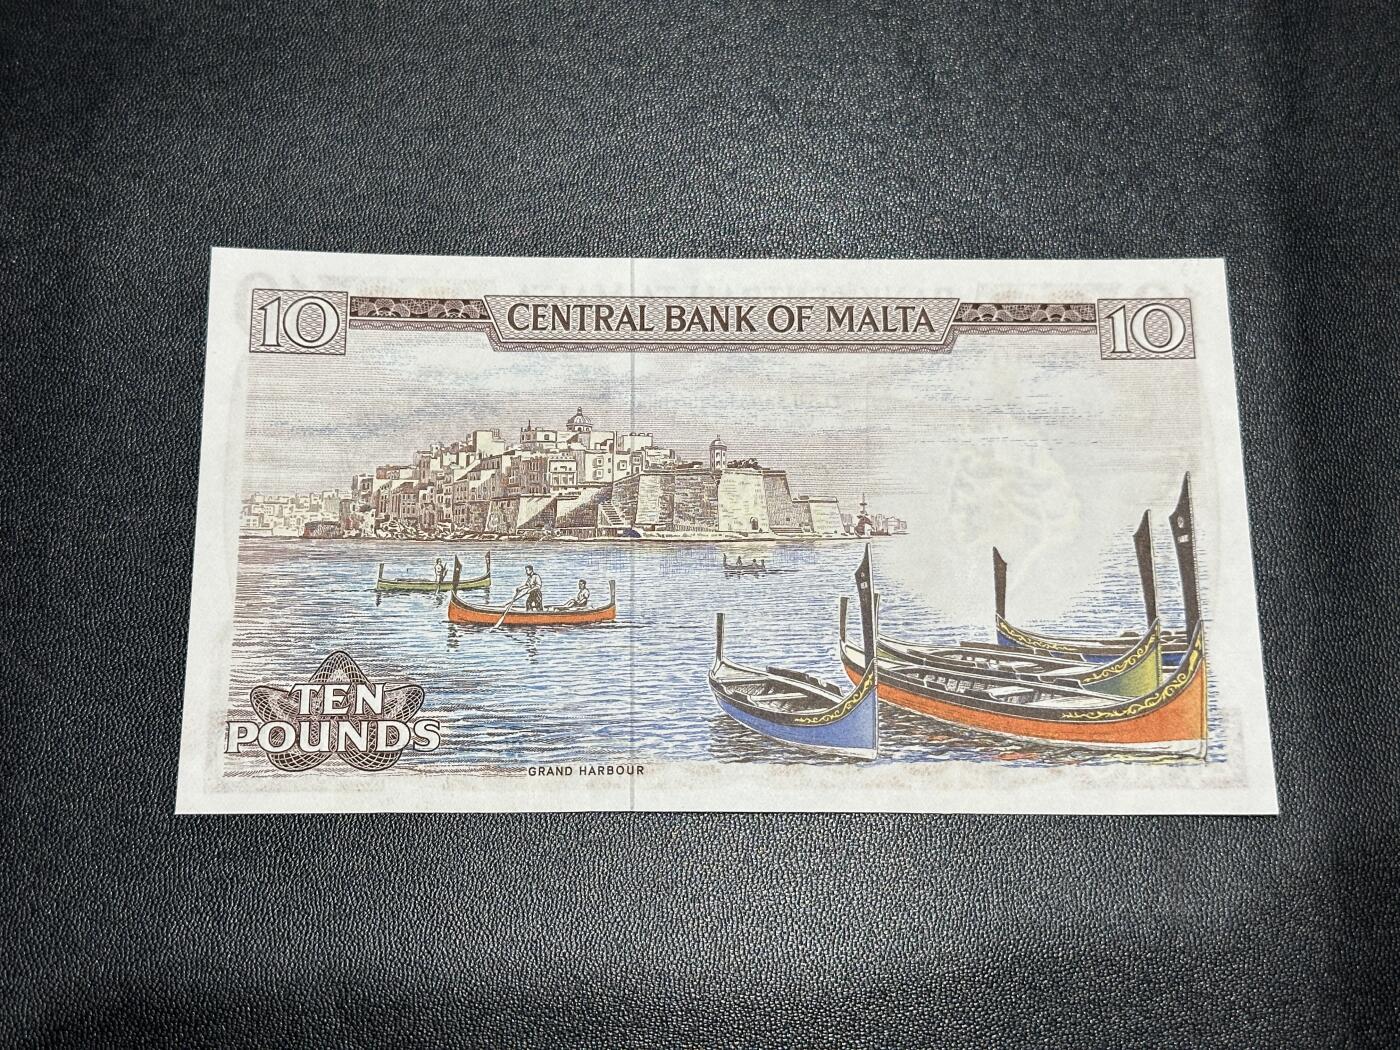 10 CENTRAL BANK OF MALTA 10
TEN
POUNDS
GRAND HARBOUR